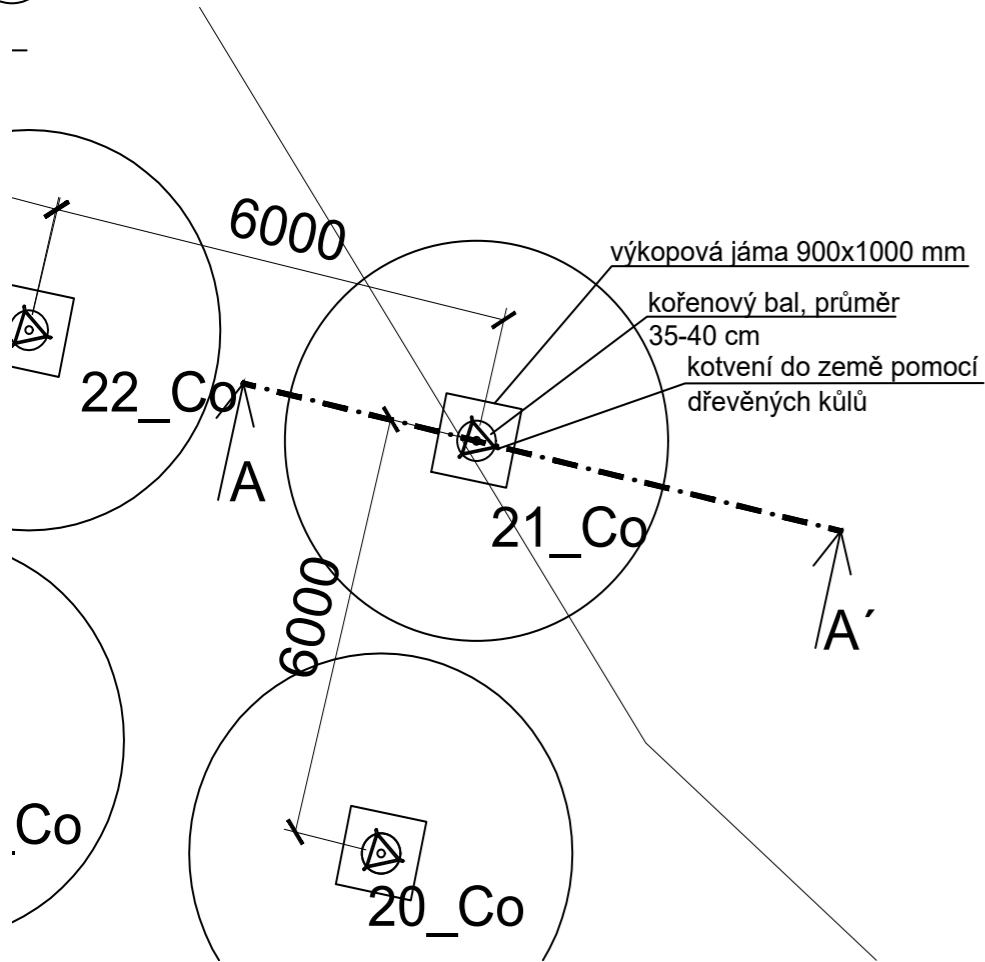 6000
výkopová jáma 900x1000 mm
kořenový bal, průměr
35-40 cm
kotvení do země pomocí
dřevěných kůlů
22_Co
A
21_Co
6000
A´
_Co
20_Co